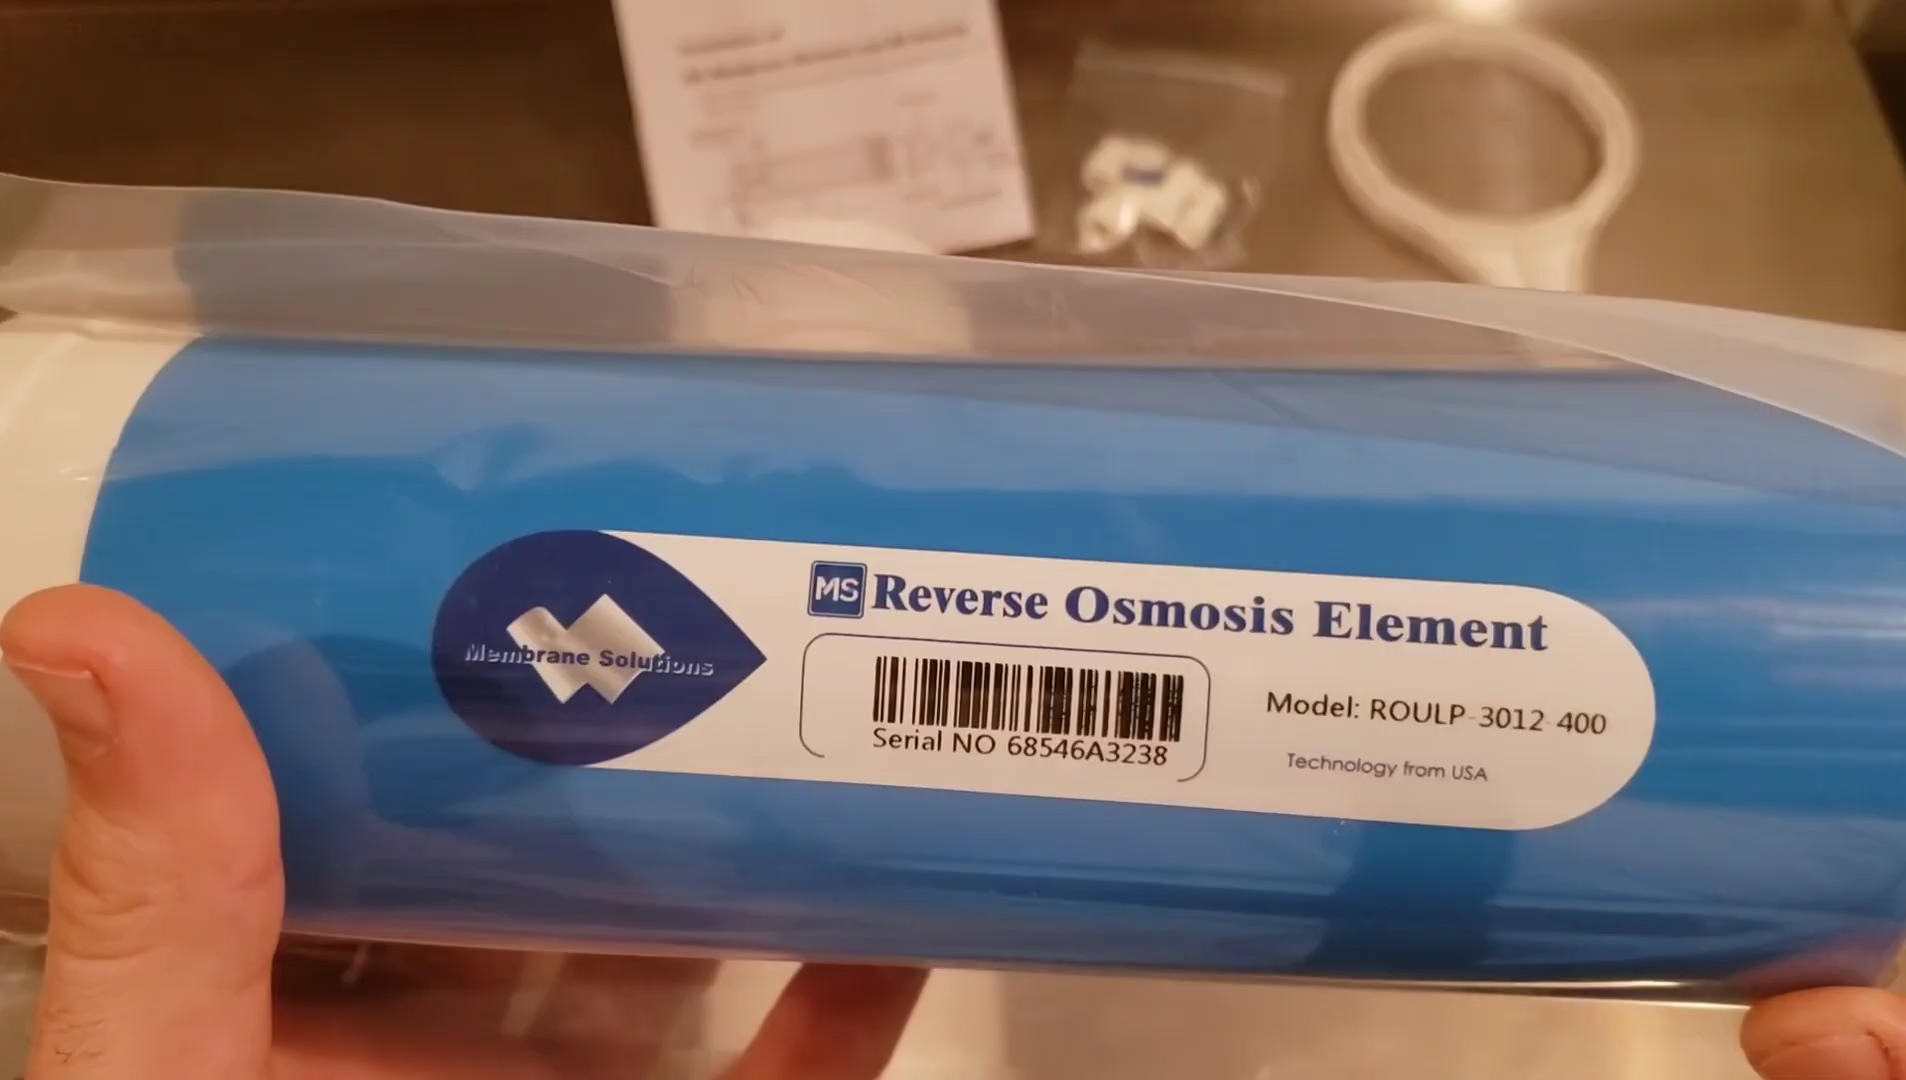 MS Reverse Osmosis Element
Membrane Solutions
Serial NO 68546A3238
Model: ROULP-3012-400
Technology from USA